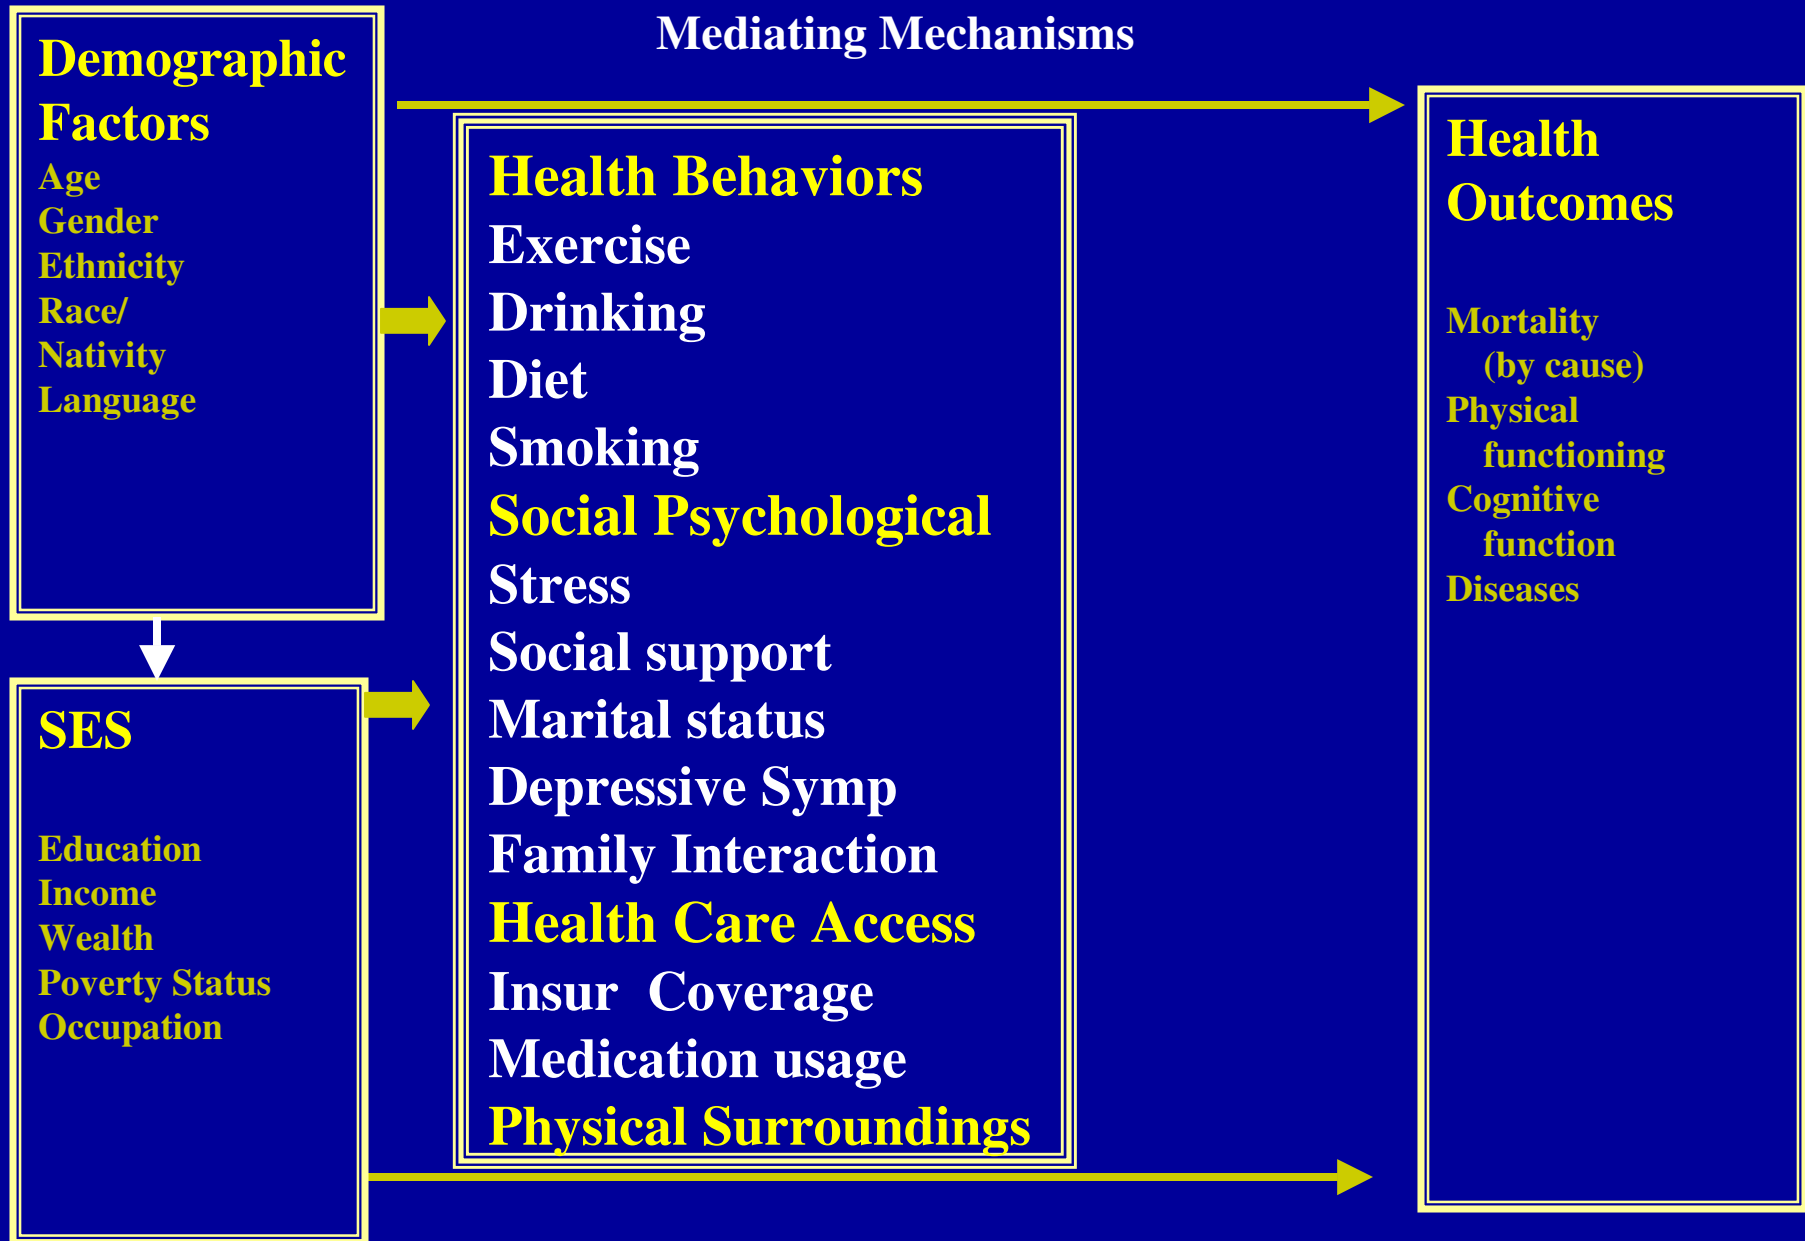 Mediating Mechanisms
Demographic
Factors
Age
Gender
Ethnicity
Race/
Nativity
Language
SES
Education
Income
Wealth
Poverty Status
Occupation
Health Behaviors
Exercise
Drinking
Diet
Smoking
Social Psychological
Stress
Social support
Marital status
Depressive Symp
Family Interaction
Health Care Access
Insur  Coverage
Medication usage
Physical Surroundings
Health
Outcomes
Mortality
(by cause)
Physical
functioning
Cognitive
function
Diseases